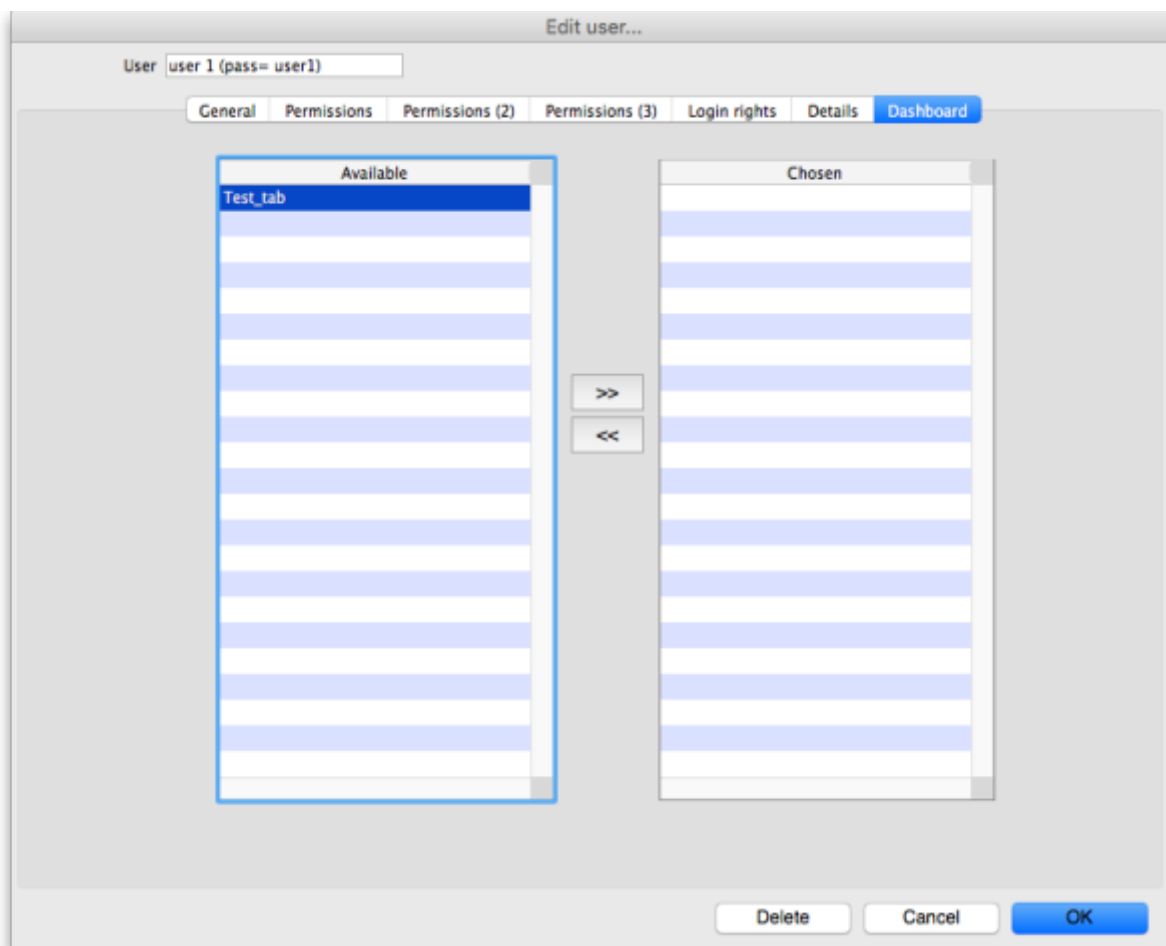 Edit user...
User user 1 (pass= user1)
General Permissions Permissions (2) Permissions (3) Login rights Details Dashboard
Available Chosen
Test_tab
>>
<<
Delete Cancel OK